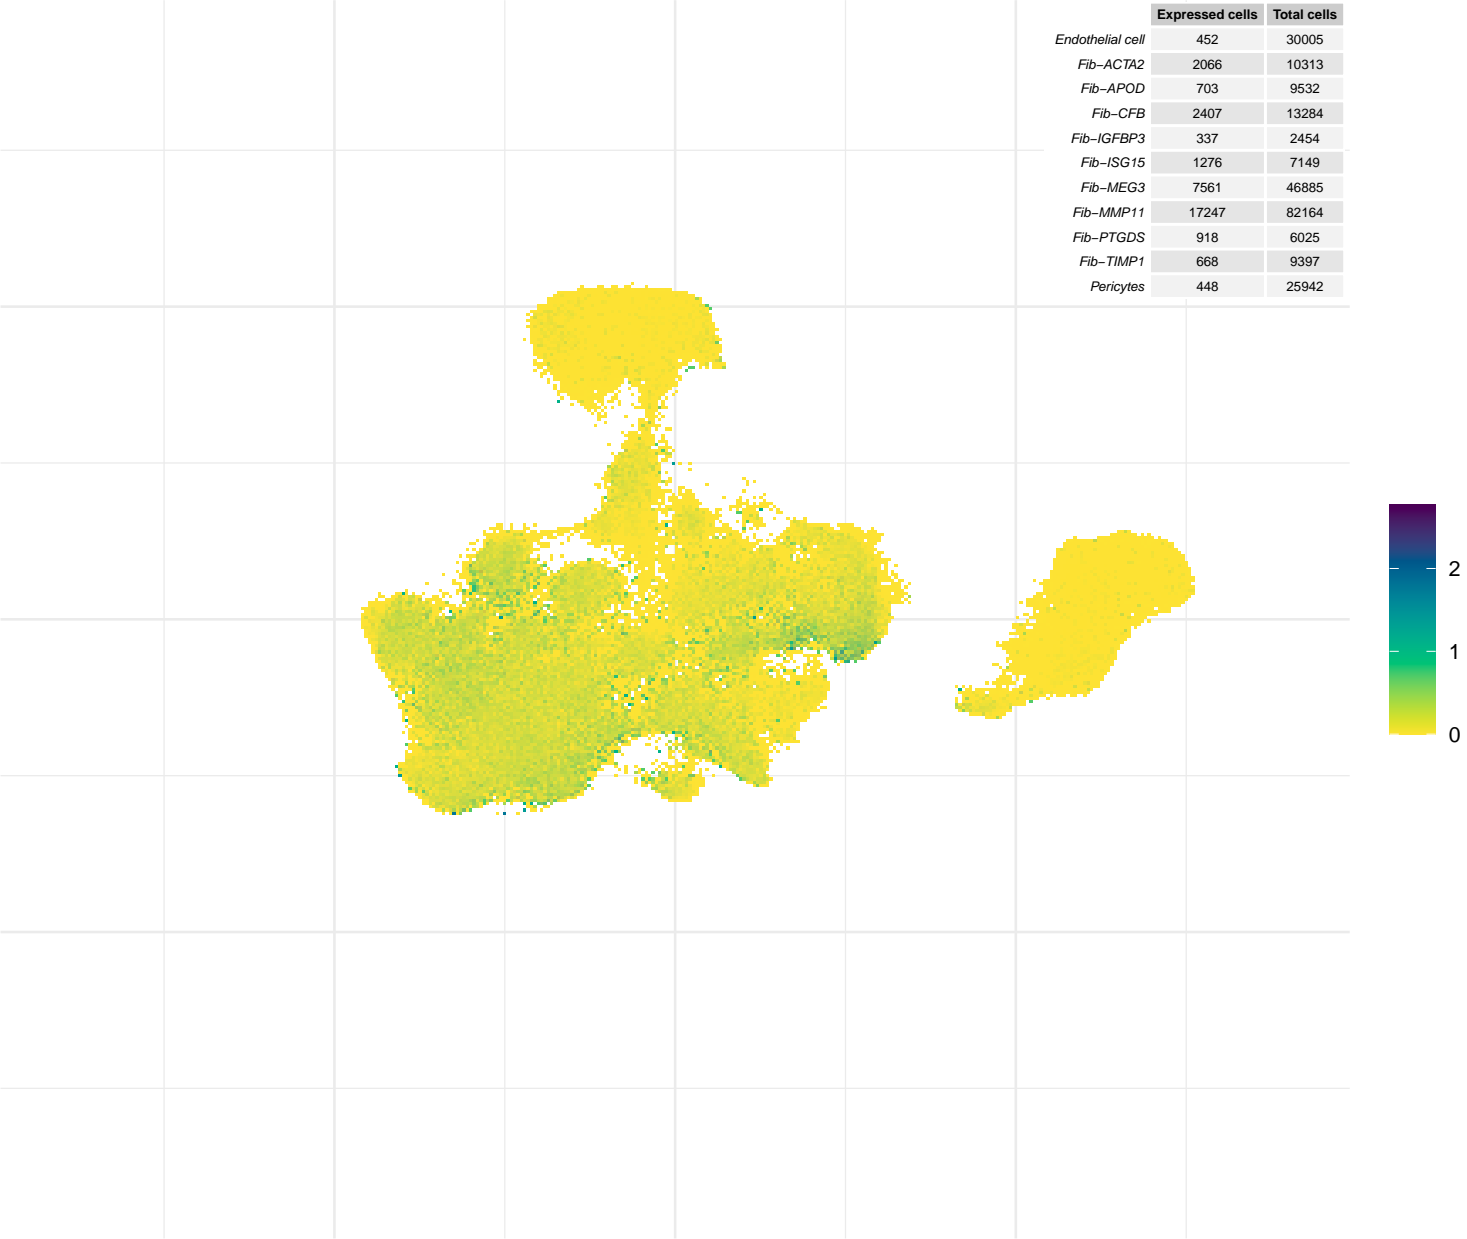 Expressed cells Total cells
Endothelial cell 452 30005
Fib−ACTA2 2066 10313
Fib−APOD 703 9532
Fib−CFB 2407 13284
Fib−IGFBP3 337 2454
Fib−ISG15 1276 7149
Fib−MEG3 7561 46885
Fib−MMP11 17247 82164
Fib−PTGDS 918 6025
Fib−TIMP1 668 9397
Pericytes 448 25942
2
1
0